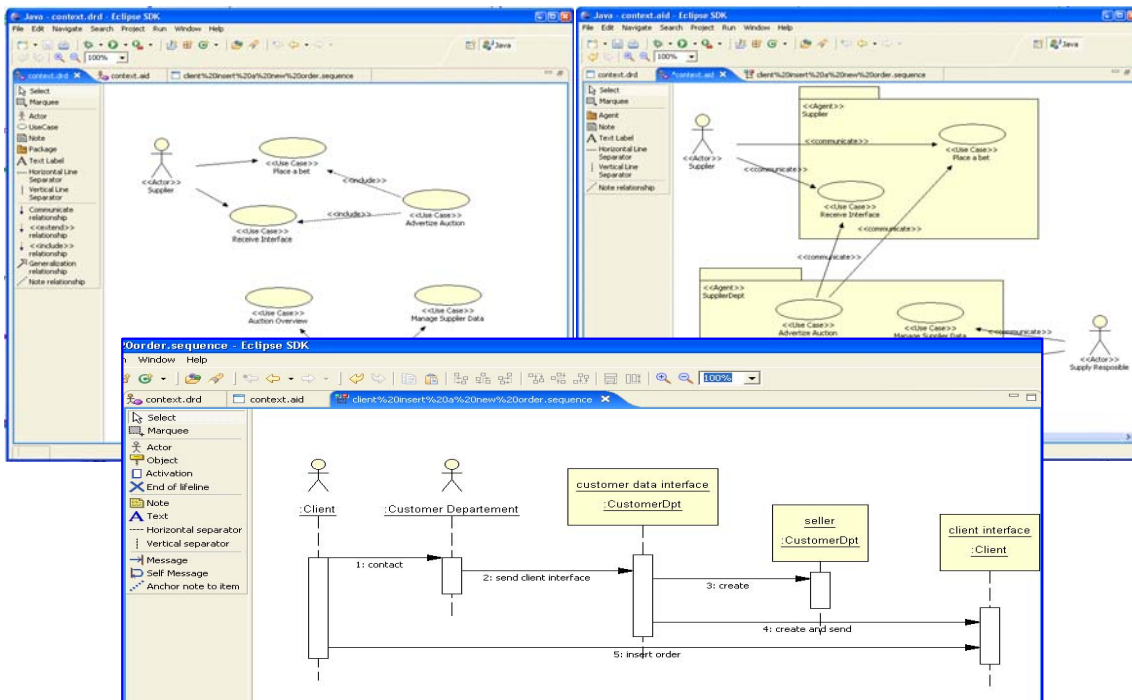 Java - context.drd - Eclipse SDK
File Edit Navigate Search Project Run Window Help
Java
100%
context.drd
context.aid
client%20insert%20a%20new%20order.sequence
Select
Marquee
Actor
UseCase
Note
Package
Text Label
Horizontal Line
Separator
Vertical Line
Separator
Communicate
relationship
<<extend>>
relationship
<<include>>
relationship
Generalization
relationship
Note relationship
<<Actor>>
Supplier
<<Use Case>>
Place a bet
<<include>>
<<Use Case>>
Advertize Auction
<<include>>
<<Use Case>>
Receive Interface
<<Use Case>>
Auction Overview
<<Use Case>>
Manage Supplier Data
Java - context.aid - Eclipse SDK
File Edit Navigate Search Project Run Window Help
Java
100%
context.drd
*context.aid
client%20insert%20a%20new%20order.sequence
Select
Marquee
Agent
Note
Text Label
Horizontal Line
Separator
Vertical Line
Separator
Note relationship
<<Agent>>
Supplier
<<Actor>>
Supplier
<<communicate>>
<<Use Case>>
Place a bet
<<communicate>>
<<Use Case>>
Receive Interface
<<communicate>>
<<communicate>>
<<Agent>>
SupplierDept
<<Use Case>>
Advertize Auction
<<Use Case>>
Manage Supplier Data
<<communicate>>
<<Actor>>
Supply Resposible
20order.sequence - Eclipse SDK
Window Help
100%
context.drd
context.aid
client%20insert%20a%20new%20order.sequence
Select
Marquee
Actor
Object
Activation
End of lifeline
Note
Text
Horizontal separator
Vertical separator
Message
Self Message
Anchor note to item
:Client
:Customer Departement
customer data interface
:CustomerDpt
seller
:CustomerDpt
client interface
:Client
1: contact
2: send client interface
3: create
4: create and send
5: insert order